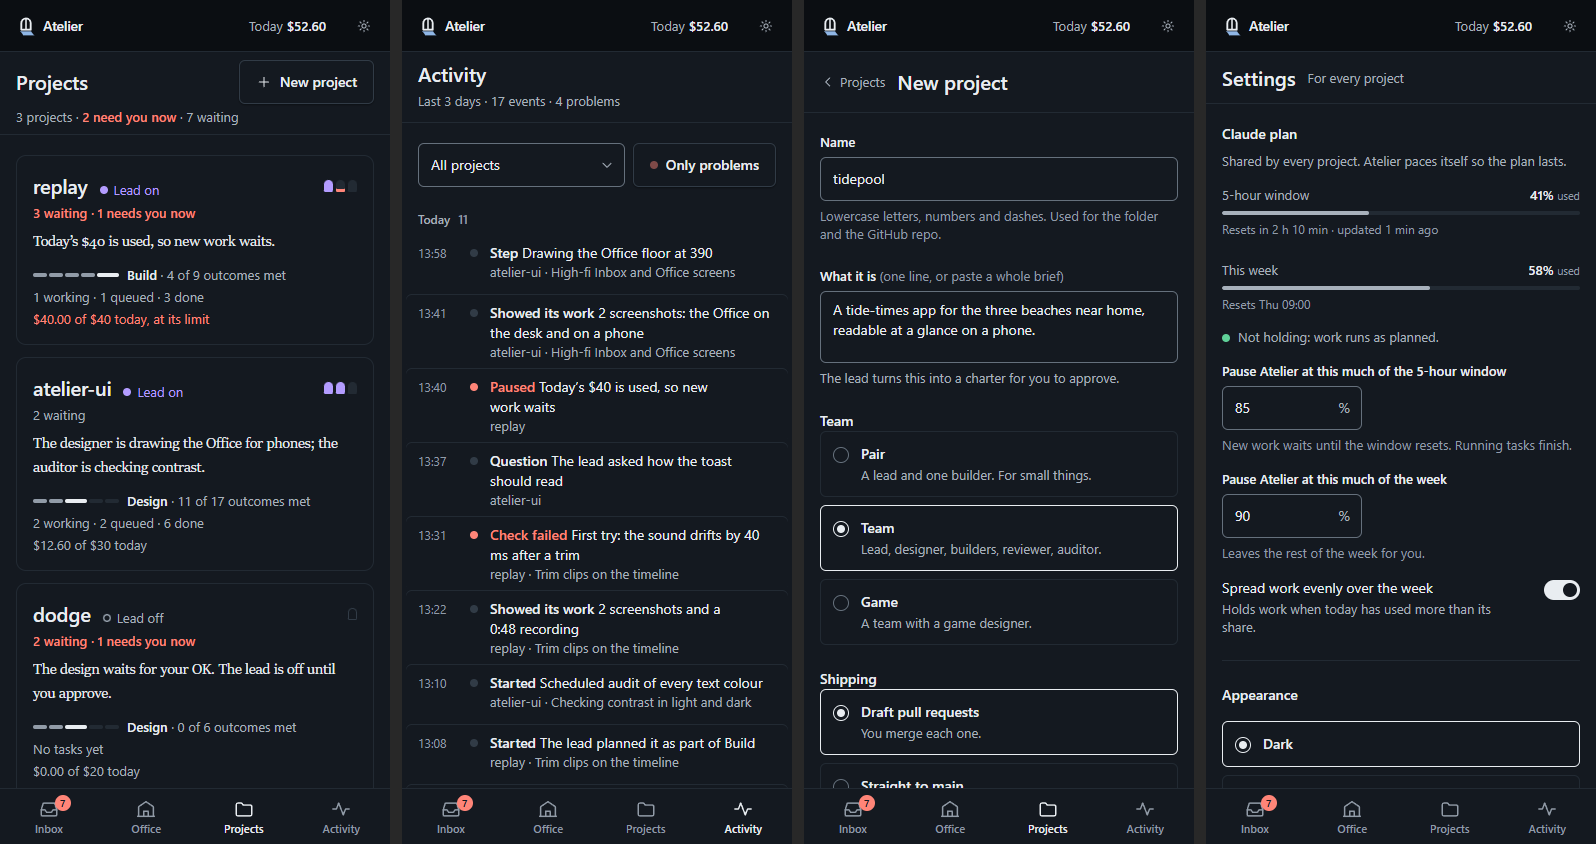 Atelier
Today $52.60
Projects
New project
3 projects · 2 need you now · 7 waiting
replay Lead on
3 waiting · 1 needs you now
Today's $40 is used, so new work waits.
Build · 4 of 9 outcomes met
1 working · 1 queued · 3 done
$40.00 of $40 today, at its limit
atelier-ui Lead on
2 waiting
The designer is drawing the Office for phones; the
auditor is checking contrast.
Design · 11 of 17 outcomes met
2 working · 2 queued · 6 done
$12.60 of $30 today
dodge Lead off
2 waiting · 1 needs you now
The design waits for your OK. The lead is off until
you approve.
Design · 0 of 6 outcomes met
No tasks yet
$0.00 of $20 today
7
Inbox
Office
Projects
Activity
Atelier
Today $52.60
Activity
Last 3 days · 17 events · 4 problems
All projects
Only problems
Today 11
13:58 Step Drawing the Office floor at 390
atelier-ui · High-fi Inbox and Office screens
13:41 Showed its work 2 screenshots: the Office on
the desk and on a phone
atelier-ui · High-fi Inbox and Office screens
13:40 Paused Today's $40 is used, so new
work waits
replay
13:37 Question The lead asked how the toast
should read
atelier-ui
13:31 Check failed First try: the sound drifts by 40
ms after a trim
replay · Trim clips on the timeline
13:22 Showed its work 2 screenshots and a
0:48 recording
replay · Trim clips on the timeline
13:10 Started Scheduled audit of every text colour
atelier-ui · Checking contrast in light and dark
13:08 Started The lead planned it as part of Build
replay · Trim clips on the timeline
7
Inbox
Office
Projects
Activity
Atelier
Today $52.60
Projects New project
Name
tidepool
Lowercase letters, numbers and dashes. Used for the folder
and the GitHub repo.
What it is (one line, or paste a whole brief)
A tide-times app for the three beaches near home,
readable at a glance on a phone.
The lead turns this into a charter for you to approve.
Team
Pair
A lead and one builder. For small things.
Team
Lead, designer, builders, reviewer, auditor.
Game
A team with a game designer.
Shipping
Draft pull requests
You merge each one.
Straight to main
7
Inbox
Office
Projects
Activity
Atelier
Today $52.60
Settings For every project
Claude plan
Shared by every project. Atelier paces itself so the plan lasts.
5-hour window 41% used
Resets in 2 h 10 min · updated 1 min ago
This week 58% used
Resets Thu 09:00
Not holding: work runs as planned.
Pause Atelier at this much of the 5-hour window
85 %
New work waits until the window resets. Running tasks finish.
Pause Atelier at this much of the week
90 %
Leaves the rest of the week for you.
Spread work evenly over the week
Holds work when today has used more than its
share.
Appearance
Dark
7
Inbox
Office
Projects
Activity